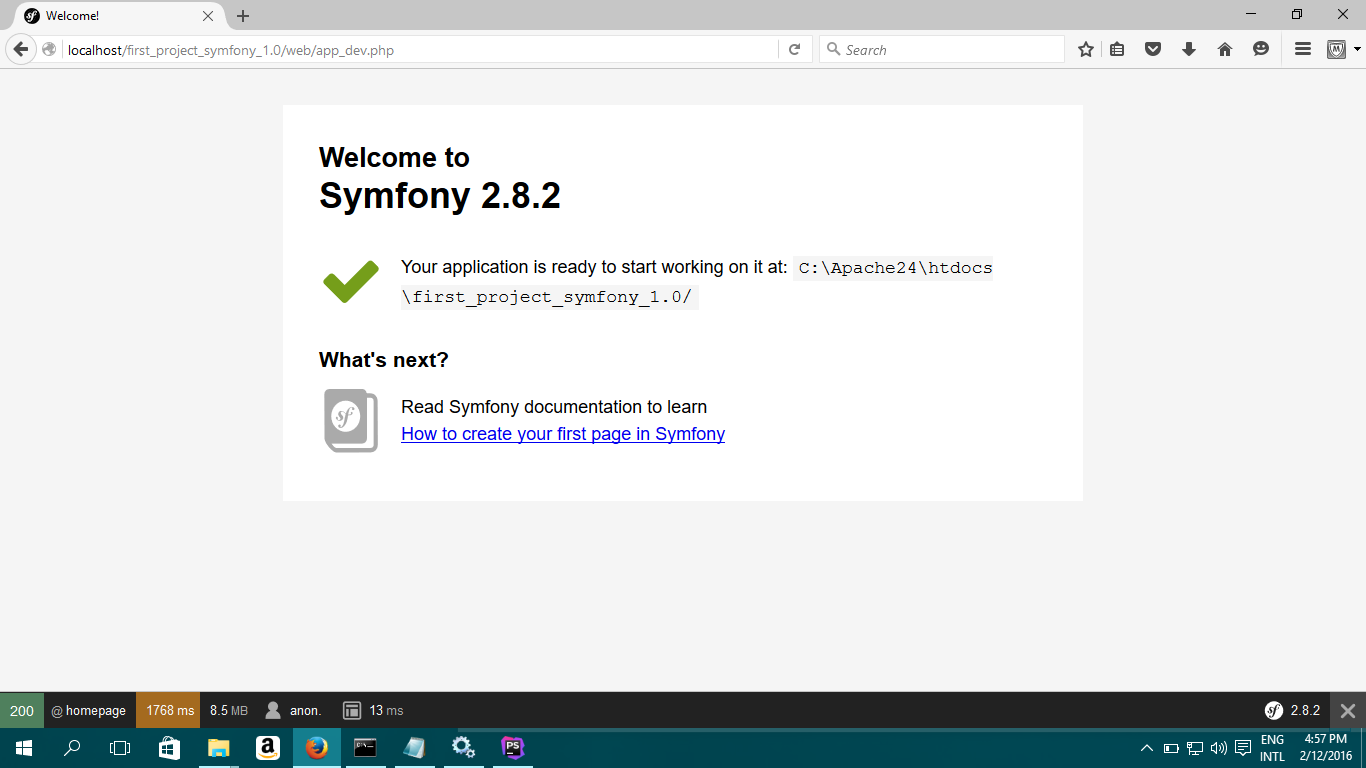 Welcome!
localhost/first_project_symfony_1.0/web/app_dev.php
Search
Welcome to
Symfony 2.8.2
Your application is ready to start working on it at: C:\Apache24\htdocs
\first_project_symfony_1.0/
What's next?
Read Symfony documentation to learn
How to create your first page in Symfony
200 @ homepage 1768 ms 8.5 MB anon. 13 ms 2.8.2
ENG 4:57 PM
INTL 2/12/2016